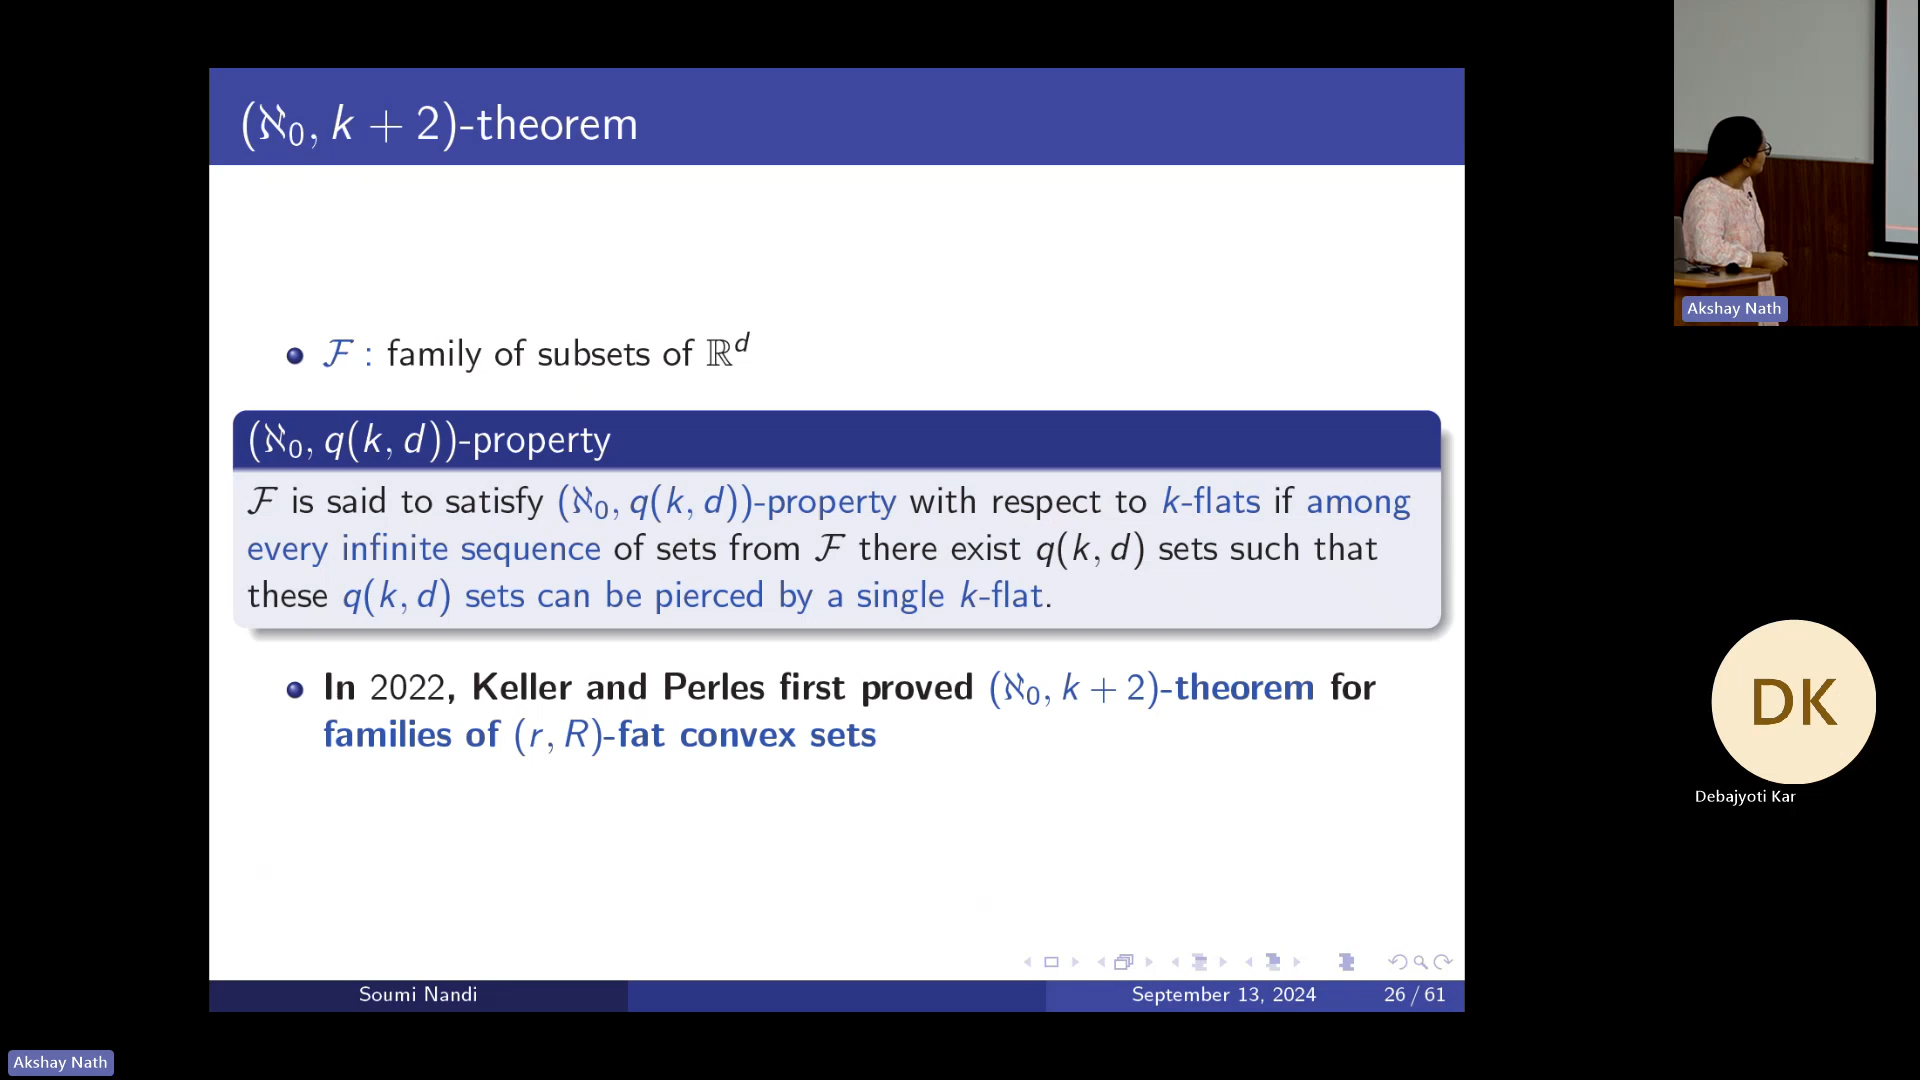 (ℵ₀, k + 2)-theorem
ℱ : family of subsets of ℝᵈ
(ℵ₀, q(k, d))-property
ℱ is said to satisfy (ℵ₀, q(k, d))-property with respect to k-flats if among
every infinite sequence of sets from ℱ there exist q(k, d) sets such that
these q(k, d) sets can be pierced by a single k-flat.
In 2022, Keller and Perles first proved (ℵ₀, k + 2)-theorem for
families of (r, R)-fat convex sets
Soumi Nandi
September 13, 2024
26 / 61
Akshay Nath
DK
Debajyoti Kar
Akshay Nath